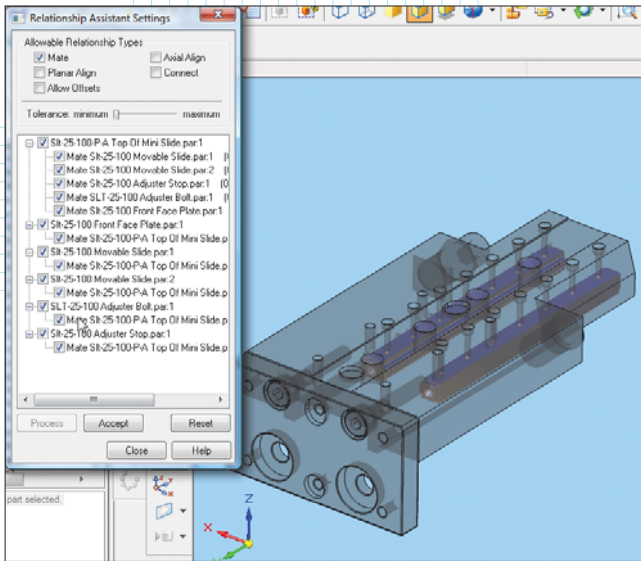 Relationship Assistant Settings
Allowable Relationship Types
Mate
Axial Align
Planar Align
Connect
Allow Offsets
Tolerance: minimum
maximum
Slt-25-100-P-A Top Of Mini Slide.par:1
Mate Slt-25-100 Movable Slide.par:1
Mate Slt-25-100 Movable Slide.par:2
Mate Slt-25-100 Adjuster Stop.par:1 (0
Mate SLT-25-100 Adjuster Bolt.par:1
Mate Slt-25-100 Front Face Plate.par:1
Slt-25-100 Front Face Plate.par:1
Mate Slt-25-100-P-A Top Of Mini Slide.p
Slt-25-100 Movable Slide.par:1
Mate Slt-25-100-P-A Top Of Mini Slide.p
Slt-25-100 Movable Slide.par:2
Mate Slt-25-100-P-A Top Of Mini Slide.p
SLT-25-100 Adjuster Bolt.par:1
Mate Slt-25-100-P-A Top Of Mini Slide.p
Slt-25-100 Adjuster Stop.par:1
Mate Slt-25-100-P-A Top Of Mini Slide.p
Process
Accept
Reset
Close
Help
part selected.
Z
X
Y